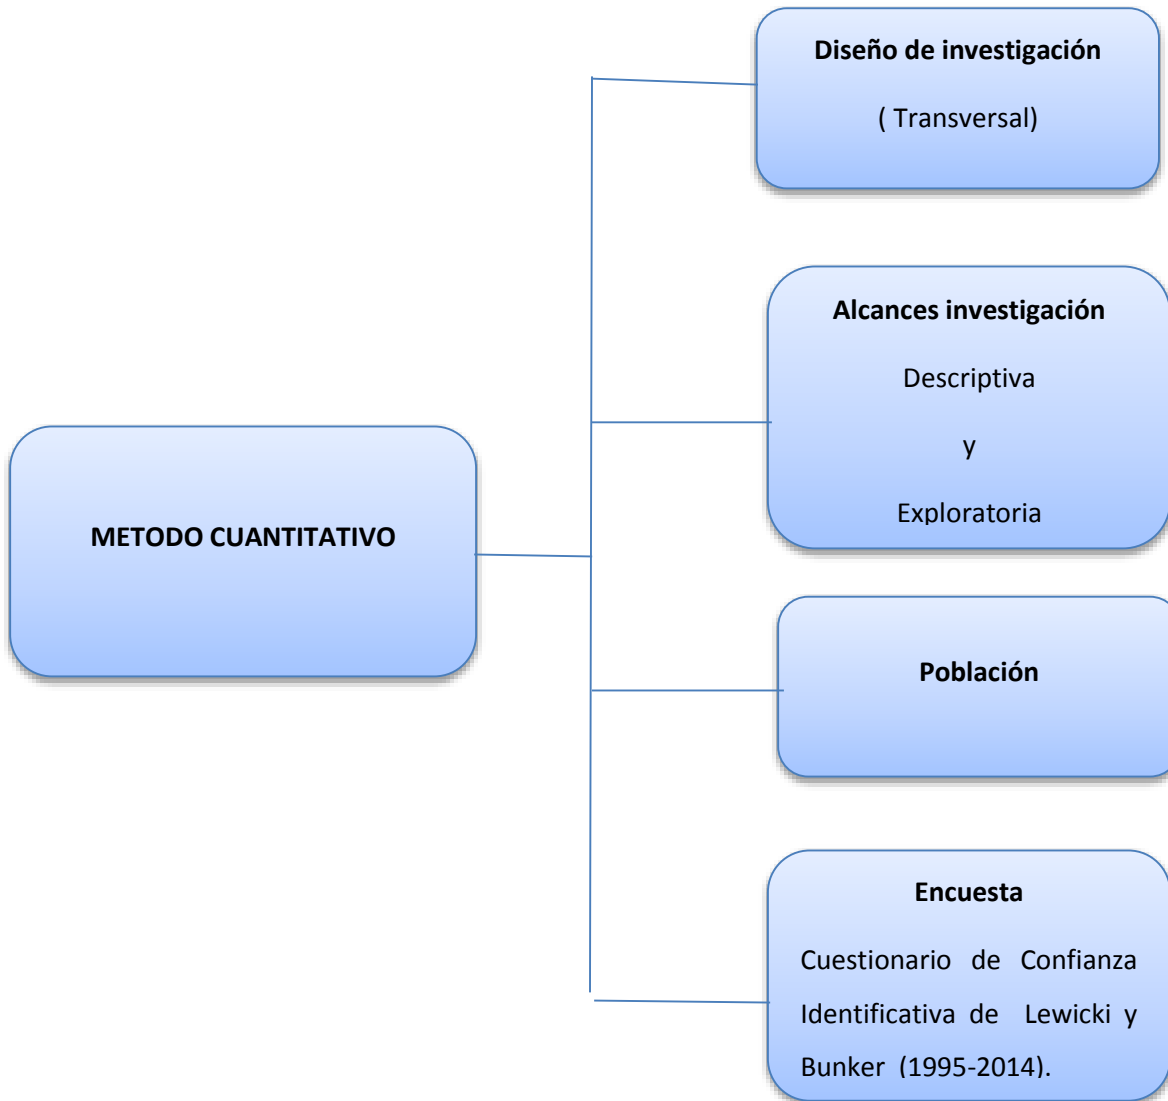 Diseño de investigación
( Transversal)
Alcances investigación
Descriptiva
y
Exploratoria
METODO CUANTITATIVO
Población
Encuesta
Cuestionario de Confianza
Identificativa de Lewicki y
Bunker (1995-2014).